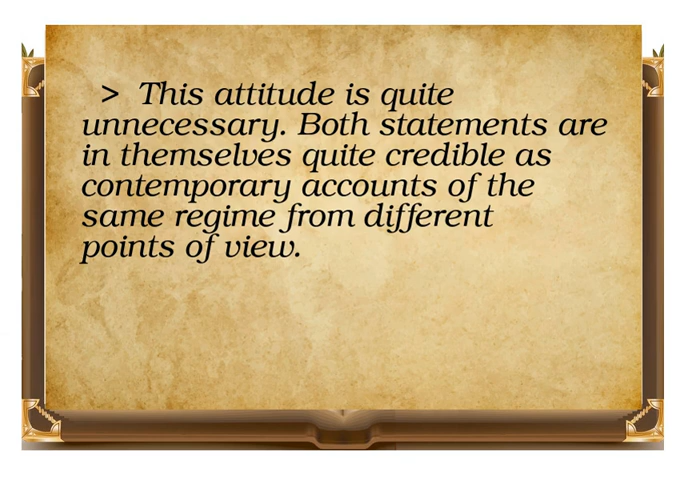 > This attitude is quite
unnecessary. Both statements are
in themselves quite credible as
contemporary accounts of the
same regime from different
points of view.